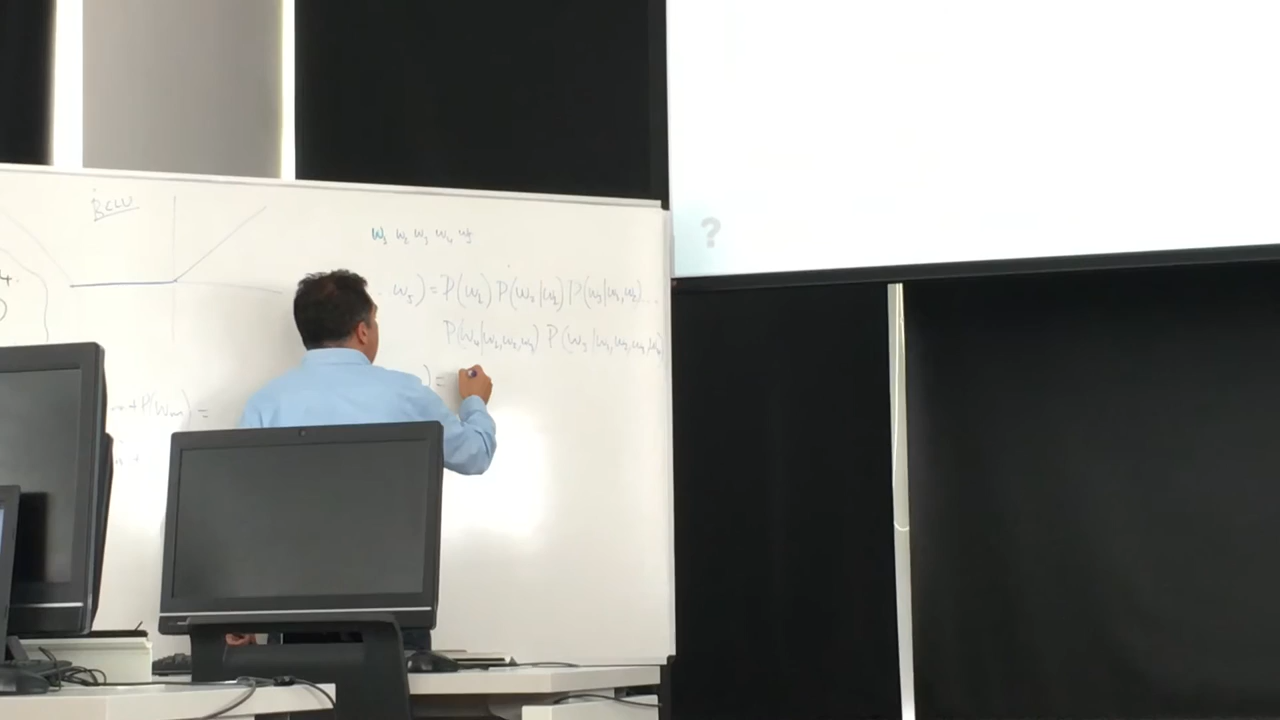 w₁ w₂ w₃ w₄ w₅
w₅) = P(w₁) P(w₂|w₁) P(w₃|w₁,w₂)...
P(w₄|w₁,w₂,w₃) P(w₅|w₁,w₂,w₃,w₄)
) =
+ P(wₘ) =
?